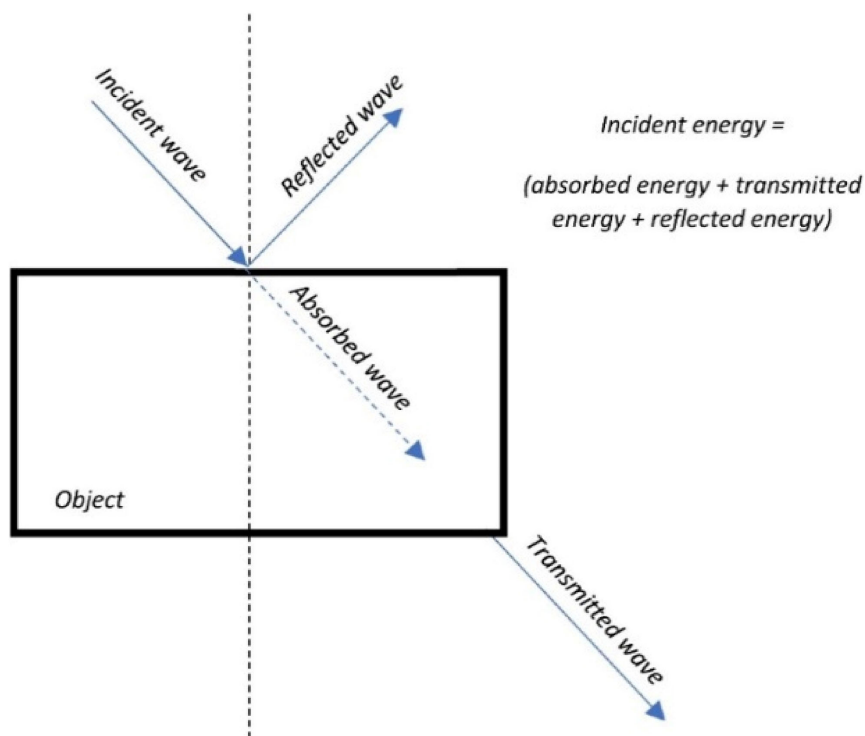 Incident wave
Reflected wave
Incident energy =
(absorbed energy + transmitted
energy + reflected energy)
Absorbed wave
Object
Transmitted wave